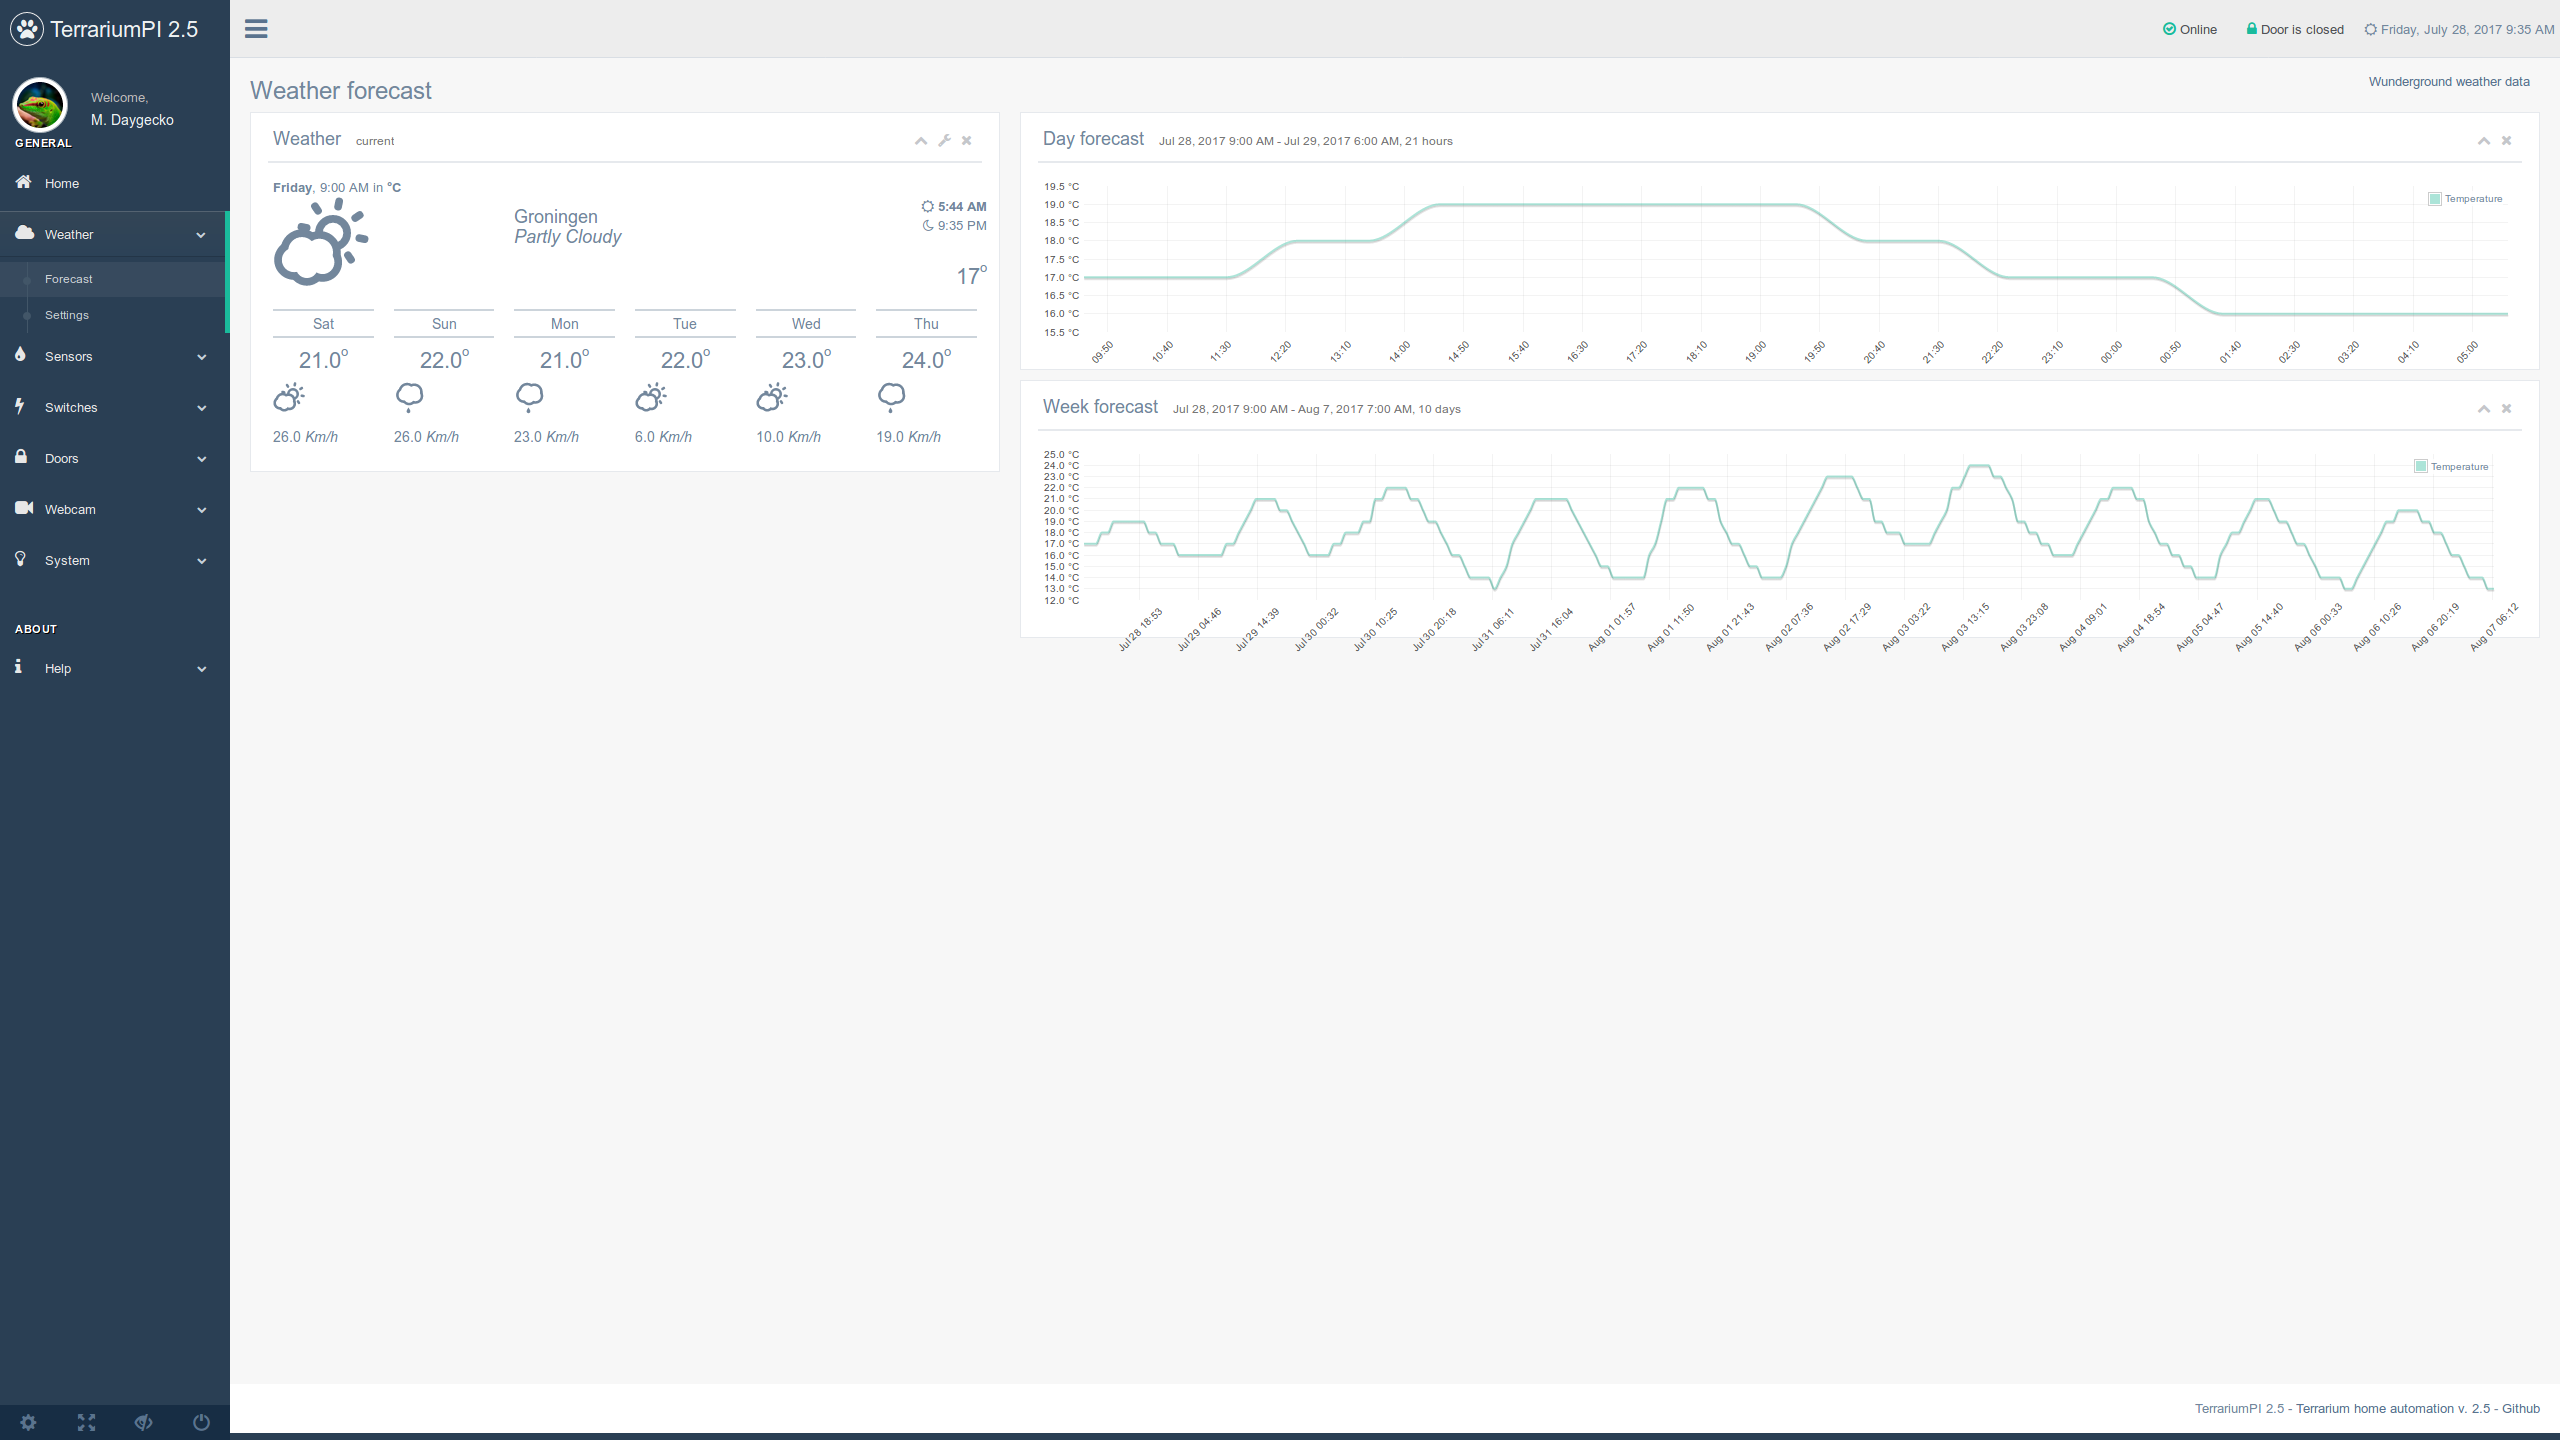 TerrariumPI 2.5
Online
Door is closed
Friday, July 28, 2017 9:35 AM
Welcome,
M. Daygecko
GENERAL
Home
Weather
Forecast
Settings
Sensors
Switches
Doors
Webcam
System
ABOUT
Help
Weather forecast
Wunderground weather data
Weather current
Friday, 9:00 AM in °C
Groningen
Partly Cloudy
5:44 AM
9:35 PM
17°
Sat Sun Mon Tue Wed Thu
21.0° 22.0° 21.0° 22.0° 23.0° 24.0°
26.0 Km/h 26.0 Km/h 23.0 Km/h 6.0 Km/h 10.0 Km/h 19.0 Km/h
Day forecast Jul 28, 2017 9:00 AM - Jul 29, 2017 6:00 AM, 21 hours
19.5 °C
19.0 °C
18.5 °C
18.0 °C
17.5 °C
17.0 °C
16.5 °C
16.0 °C
15.5 °C
Temperature
09:50 10:40 11:30 12:20 13:10 14:00 14:50 15:40 16:30 17:20 18:10 19:00 19:50 20:40 21:30 22:20 23:10 00:00 00:50 01:40 02:30 03:20 04:10 05:00
Week forecast Jul 28, 2017 9:00 AM - Aug 7, 2017 7:00 AM, 10 days
25.0 °C
24.0 °C
23.0 °C
22.0 °C
21.0 °C
20.0 °C
19.0 °C
18.0 °C
17.0 °C
16.0 °C
15.0 °C
14.0 °C
13.0 °C
12.0 °C
Temperature
Jul 28 18:53 Jul 29 04:46 Jul 29 14:39 Jul 30 00:32 Jul 30 10:25 Jul 30 20:18 Jul 31 06:11 Jul 31 16:04 Aug 01 01:57 Aug 01 11:50 Aug 01 21:43 Aug 02 07:36 Aug 02 17:29 Aug 03 03:22 Aug 03 13:15 Aug 03 23:08 Aug 04 09:01 Aug 04 18:54 Aug 05 04:47 Aug 05 14:40 Aug 06 00:33 Aug 06 10:26 Aug 06 20:19 Aug 07 06:12
TerrariumPI 2.5 - Terrarium home automation v. 2.5 - Github